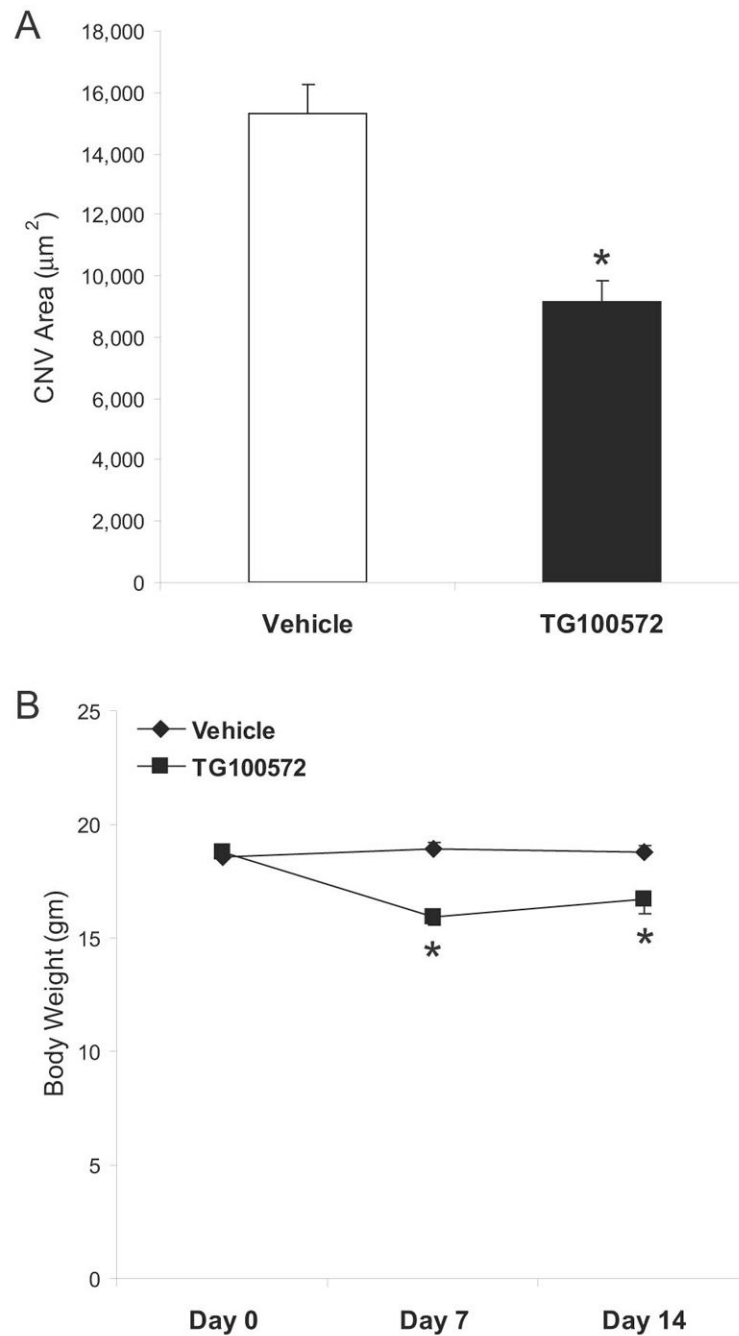 A
18,000
16,000
14,000
12,000
10,000
8,000
6,000
4,000
2,000
0
CNV Area (μm²)
*
Vehicle TG100572
B
25
20
15
10
5
0
Body Weight (gm)
Vehicle
TG100572
* *
Day 0 Day 7 Day 14